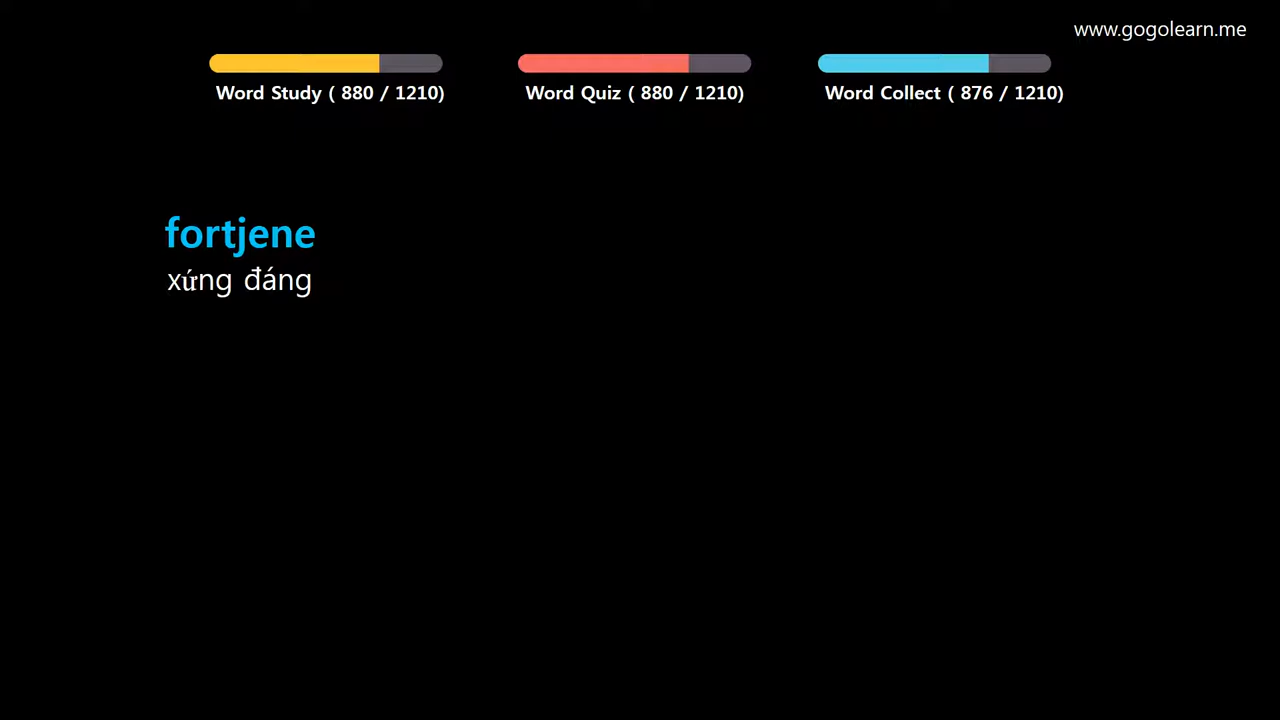 www.gogolearn.me
Word Study ( 880 / 1210)
Word Quiz ( 880 / 1210)
Word Collect ( 876 / 1210)
fortjene
xứng đáng